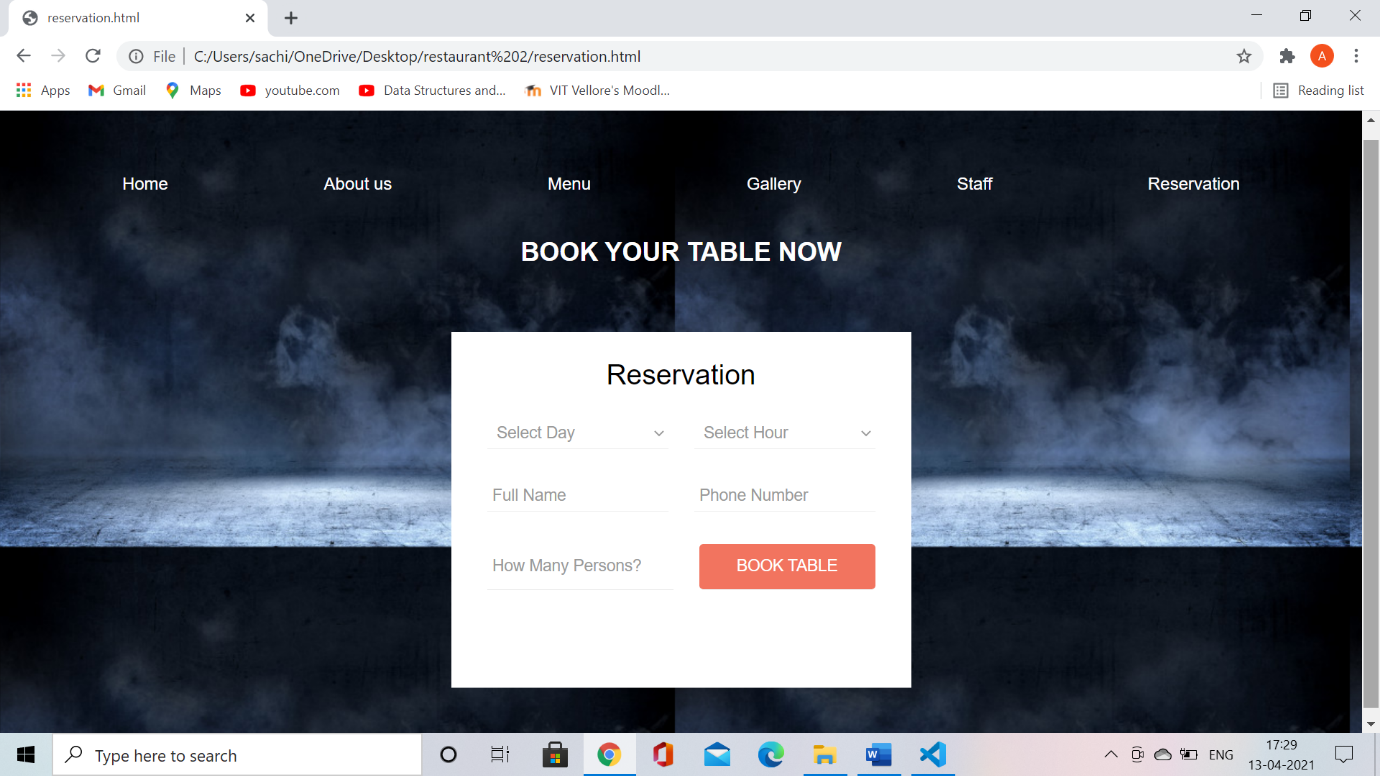 reservation.html
File C:/Users/sachi/OneDrive/Desktop/restaurant%202/reservation.html A
Apps Gmail Maps youtube.com Data Structures and... VIT Vellore's Moodl... Reading list
Home About us Menu Gallery Staff Reservation
BOOK YOUR TABLE NOW
Reservation
Select Day Select Hour
Full Name Phone Number
How Many Persons? BOOK TABLE
Type here to search ENG 17:29
13-04-2021